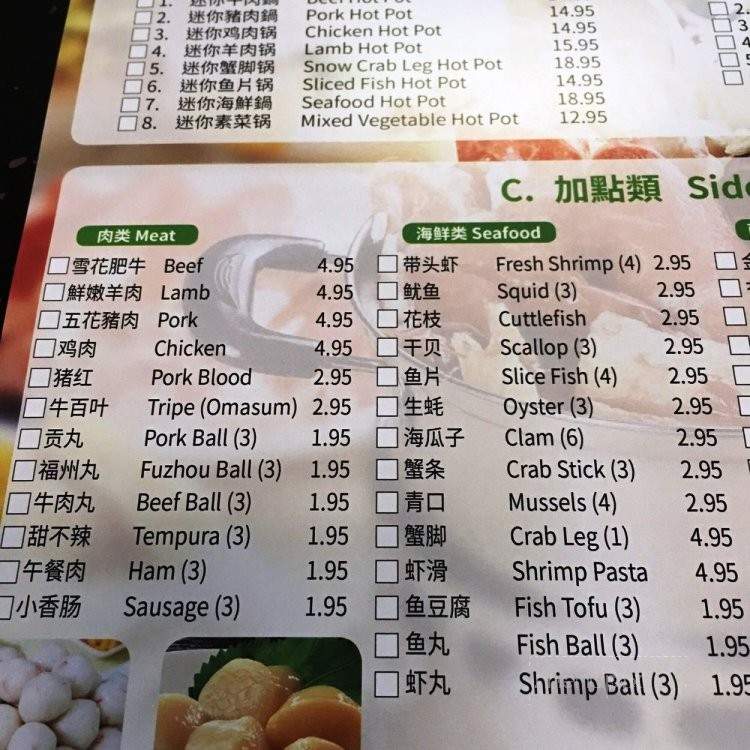 2. 迷你豬肉鍋 Pork Hot Pot 14.95
3. 迷你鸡肉锅 Chicken Hot Pot 14.95
4. 迷你羊肉锅 Lamb Hot Pot 15.95
5. 迷你蟹脚锅 Snow Crab Leg Hot Pot 18.95
6. 迷你鱼片锅 Sliced Fish Hot Pot 14.95
7. 迷你海鮮鍋 Seafood Hot Pot 18.95
8. 迷你素菜锅 Mixed Vegetable Hot Pot 12.95
C. 加點類 Side
肉类 Meat
雪花肥牛 Beef 4.95
鮮嫩羊肉 Lamb 4.95
五花豬肉 Pork 4.95
鸡肉 Chicken 4.95
猪红 Pork Blood 2.95
牛百叶 Tripe (Omasum) 2.95
贡丸 Pork Ball (3) 1.95
福州丸 Fuzhou Ball (3) 1.95
牛肉丸 Beef Ball (3) 1.95
甜不辣 Tempura (3) 1.95
午餐肉 Ham (3) 1.95
小香肠 Sausage (3) 1.95
海鮮类 Seafood
带头虾 Fresh Shrimp (4) 2.95
鱿鱼 Squid (3) 2.95
花枝 Cuttlefish 2.95
干贝 Scallop (3) 2.95
鱼片 Slice Fish (4) 2.95
生蚝 Oyster (3) 2.95
海瓜子 Clam (6) 2.95
蟹条 Crab Stick (3) 2.95
青口 Mussels (4) 2.95
蟹脚 Crab Leg (1) 4.95
虾滑 Shrimp Pasta 4.95
鱼豆腐 Fish Tofu (3) 1.95
鱼丸 Fish Ball (3) 1.95
虾丸 Shrimp Ball (3) 1.95